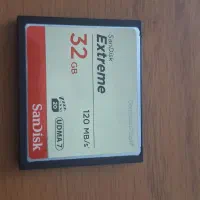 SanDisk
Extreme
32
GB
120 MB/s
UDMA 7
SanDisk